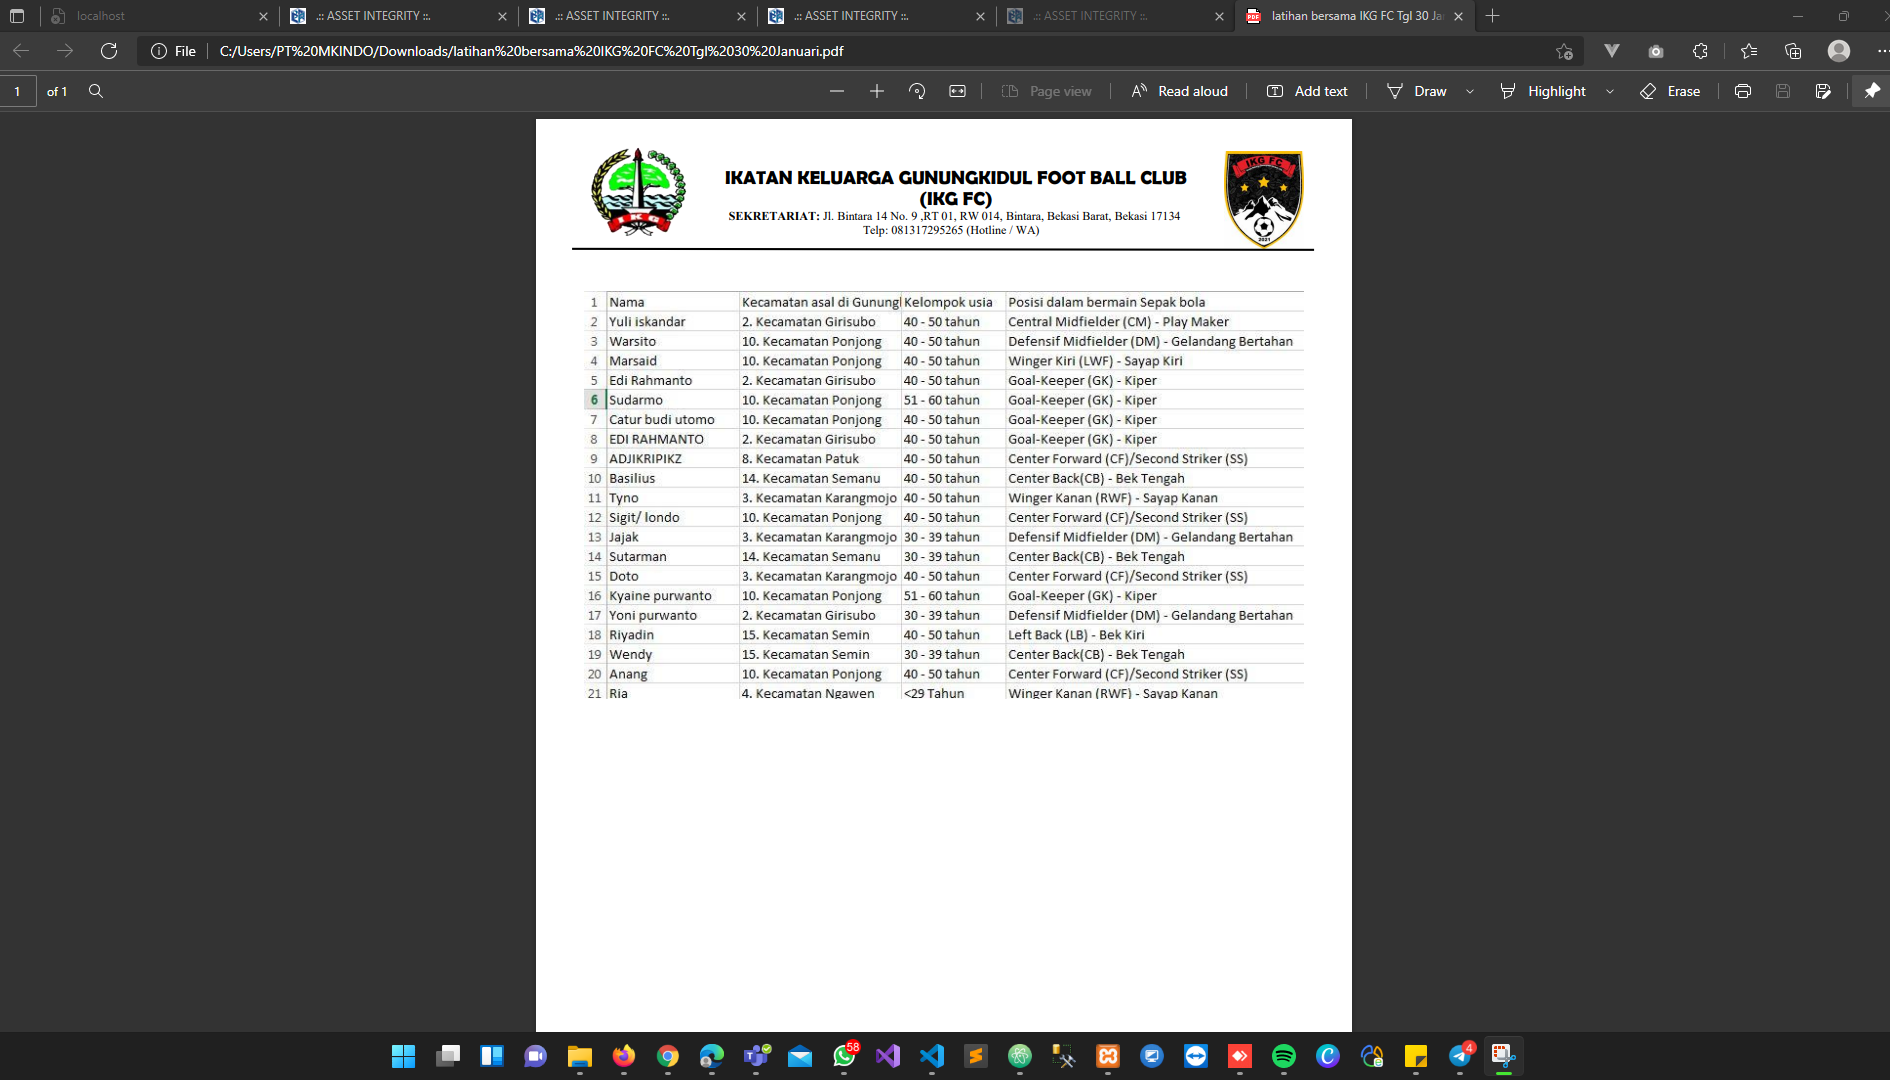 localhost
.:: ASSET INTEGRITY ::.
.:: ASSET INTEGRITY ::.
.:: ASSET INTEGRITY ::.
.:: ASSET INTEGRITY ::.
latihan bersama IKG FC Tgl 30 Ja
File C:/Users/PT%20MKINDO/Downloads/latihan%20bersama%20IKG%20FC%20Tgl%2030%20Januari.pdf
1 of 1 Page view Read aloud Add text Draw Highlight Erase
IKATAN KELUARGA GUNUNGKIDUL FOOT BALL CLUB
(IKG FC)
SEKRETARIAT: Jl. Bintara 14 No. 9 ,RT 01, RW 014, Bintara, Bekasi Barat, Bekasi 17134
Telp: 081317295265 (Hotline / WA)
I K G
IKG FC
2021
1 Nama Kecamatan asal di Gunungl Kelompok usia Posisi dalam bermain Sepak bola
2 Yuli iskandar 2. Kecamatan Girisubo 40 - 50 tahun Central Midfielder (CM) - Play Maker
3 Warsito 10. Kecamatan Ponjong 40 - 50 tahun Defensif Midfielder (DM) - Gelandang Bertahan
4 Marsaid 10. Kecamatan Ponjong 40 - 50 tahun Winger Kiri (LWF) - Sayap Kiri
5 Edi Rahmanto 2. Kecamatan Girisubo 40 - 50 tahun Goal-Keeper (GK) - Kiper
6 Sudarmo 10. Kecamatan Ponjong 51 - 60 tahun Goal-Keeper (GK) - Kiper
7 Catur budi utomo 10. Kecamatan Ponjong 40 - 50 tahun Goal-Keeper (GK) - Kiper
8 EDI RAHMANTO 2. Kecamatan Girisubo 40 - 50 tahun Goal-Keeper (GK) - Kiper
9 ADJIKRIPIKZ 8. Kecamatan Patuk 40 - 50 tahun Center Forward (CF)/Second Striker (SS)
10 Basilius 14. Kecamatan Semanu 40 - 50 tahun Center Back(CB) - Bek Tengah
11 Tyno 3. Kecamatan Karangmojo 40 - 50 tahun Winger Kanan (RWF) - Sayap Kanan
12 Sigit/ londo 10. Kecamatan Ponjong 40 - 50 tahun Center Forward (CF)/Second Striker (SS)
13 Jajak 3. Kecamatan Karangmojo 30 - 39 tahun Defensif Midfielder (DM) - Gelandang Bertahan
14 Sutarman 14. Kecamatan Semanu 30 - 39 tahun Center Back(CB) - Bek Tengah
15 Doto 3. Kecamatan Karangmojo 40 - 50 tahun Center Forward (CF)/Second Striker (SS)
16 Kyaine purwanto 10. Kecamatan Ponjong 51 - 60 tahun Goal-Keeper (GK) - Kiper
17 Yoni purwanto 2. Kecamatan Girisubo 30 - 39 tahun Defensif Midfielder (DM) - Gelandang Bertahan
18 Riyadin 15. Kecamatan Semin 40 - 50 tahun Left Back (LB) - Bek Kiri
19 Wendy 15. Kecamatan Semin 30 - 39 tahun Center Back(CB) - Bek Tengah
20 Anang 10. Kecamatan Ponjong 40 - 50 tahun Center Forward (CF)/Second Striker (SS)
21 Ria 4. Kecamatan Ngawen <29 Tahun Winger Kanan (RWF) - Sayap Kanan
58
4